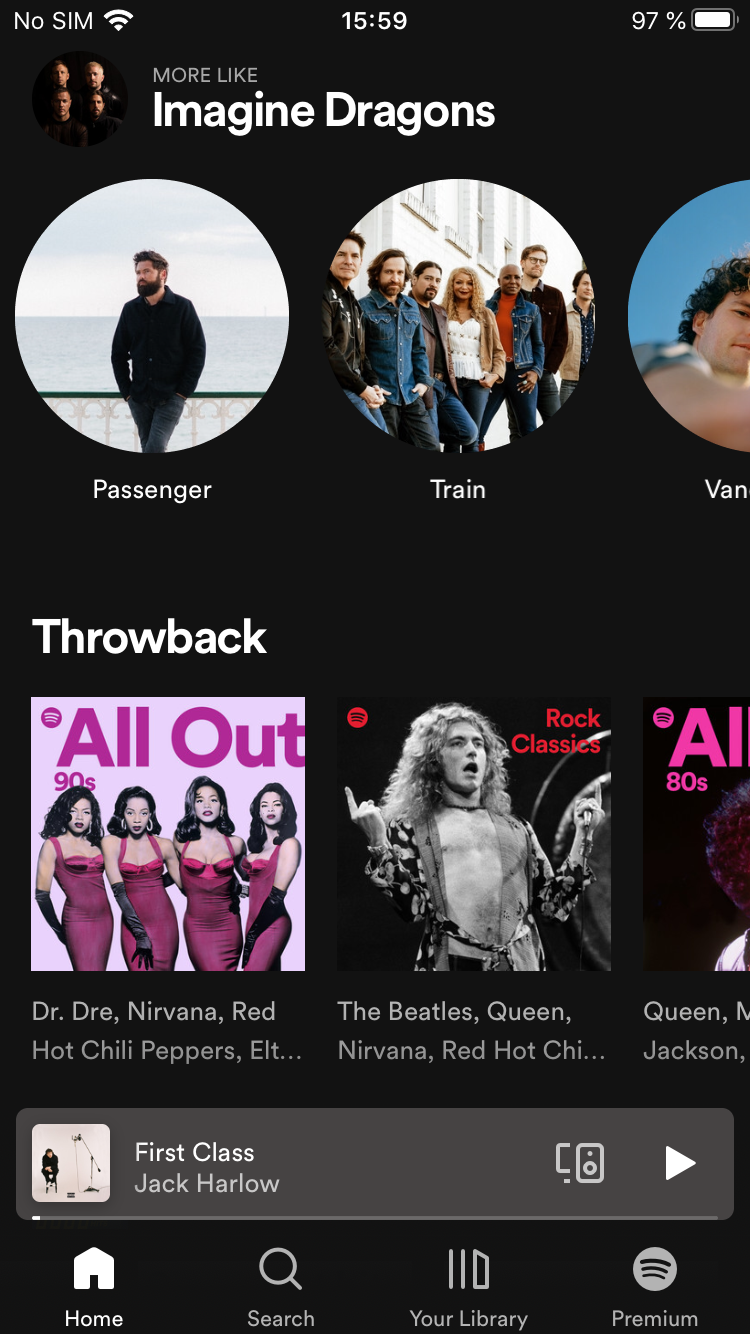 No SIM 15:59 97 %
MORE LIKE
Imagine Dragons
Passenger Train Van
Throwback
All Out
90s
Rock
Classics
All
80s
Dr. Dre, Nirvana, Red
Hot Chili Peppers, Elt...
The Beatles, Queen,
Nirvana, Red Hot Chi...
Queen, M
Jackson,
First Class
Jack Harlow
Home Search Your Library Premium